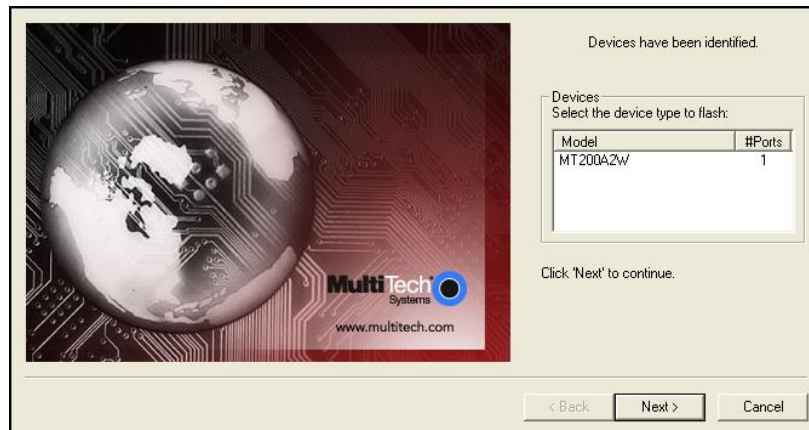 Devices have been identified.
Devices
Select the device type to flash:
Model #Ports
MT200A2W 1
Click 'Next' to continue.
MultiTech
Systems
www.multitech.com
< Back Next > Cancel